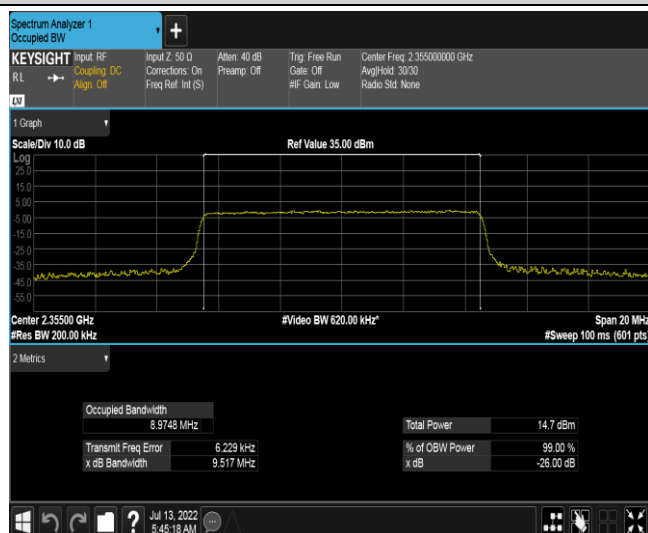 Spectrum Analyzer 1
Occupied BW
KEYSIGHT
RL
LXI
Input: RF
Coupling: DC
Align: Off
Input Z: 50 Ω
Corrections: On
Freq Ref: Int (S)
Atten: 40 dB
Preamp: Off
Trig: Free Run
Gate: Off
#IF Gain: Low
Center Freq: 2.355000000 GHz
Avg|Hold: 30/30
Radio Std: None
1 Graph
Scale/Div 10.0 dB
Ref Value 35.00 dBm
Log
25.0
15.0
5.00
-5.00
-15.0
-25.0
-35.0
-45.0
-55.0
Center 2.35500 GHz
#Video BW 620.00 kHz*
Span 20 MHz
#Res BW 200.00 kHz
#Sweep 100 ms (601 pts)
2 Metrics
Occupied Bandwidth
8.9748 MHz
Total Power 14.7 dBm
Transmit Freq Error 6.229 kHz
% of OBW Power 99.00 %
x dB Bandwidth 9.517 MHz
x dB -26.00 dB
?
Jul 13, 2022
5:45:18 AM